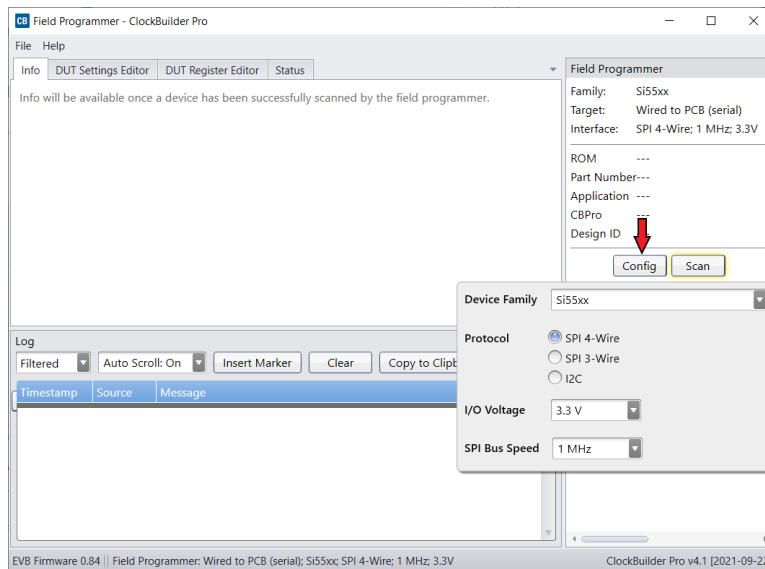 CB Field Programmer - ClockBuilder Pro
File Help
Info DUT Settings Editor DUT Register Editor Status
Info will be available once a device has been successfully scanned by the field programmer.
Field Programmer
Family: Si55xx
Target: Wired to PCB (serial)
Interface: SPI 4-Wire; 1 MHz; 3.3V
ROM ---
Part Number---
Application ---
CBPro ---
Design ID
Config Scan
Device Family Si55xx
Protocol SPI 4-Wire
SPI 3-Wire
I2C
I/O Voltage 3.3 V
SPI Bus Speed 1 MHz
Log
Filtered Auto Scroll: On Insert Marker Clear Copy to Clipb
Timestamp Source Message
EVB Firmware 0.84 Field Programmer: Wired to PCB (serial); Si55xx; SPI 4-Wire; 1 MHz; 3.3V ClockBuilder Pro v4.1 [2021-09-22